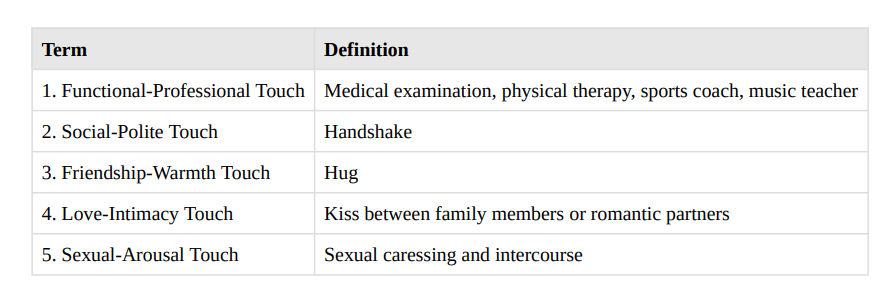 Term Definition
1. Functional-Professional Touch Medical examination, physical therapy, sports coach, music teacher
2. Social-Polite Touch Handshake
3. Friendship-Warmth Touch Hug
4. Love-Intimacy Touch Kiss between family members or romantic partners
5. Sexual-Arousal Touch Sexual caressing and intercourse